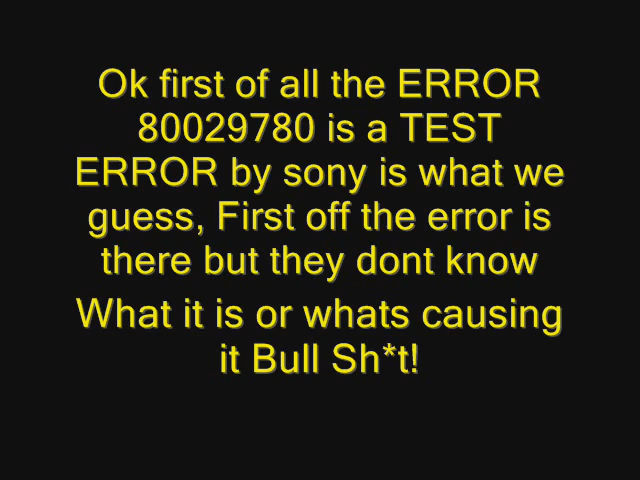 Ok first of all the ERROR
80029780 is a TEST
ERROR by sony is what we
guess, First off the error is
there but they dont know
What it is or whats causing
it Bull Sh*t!